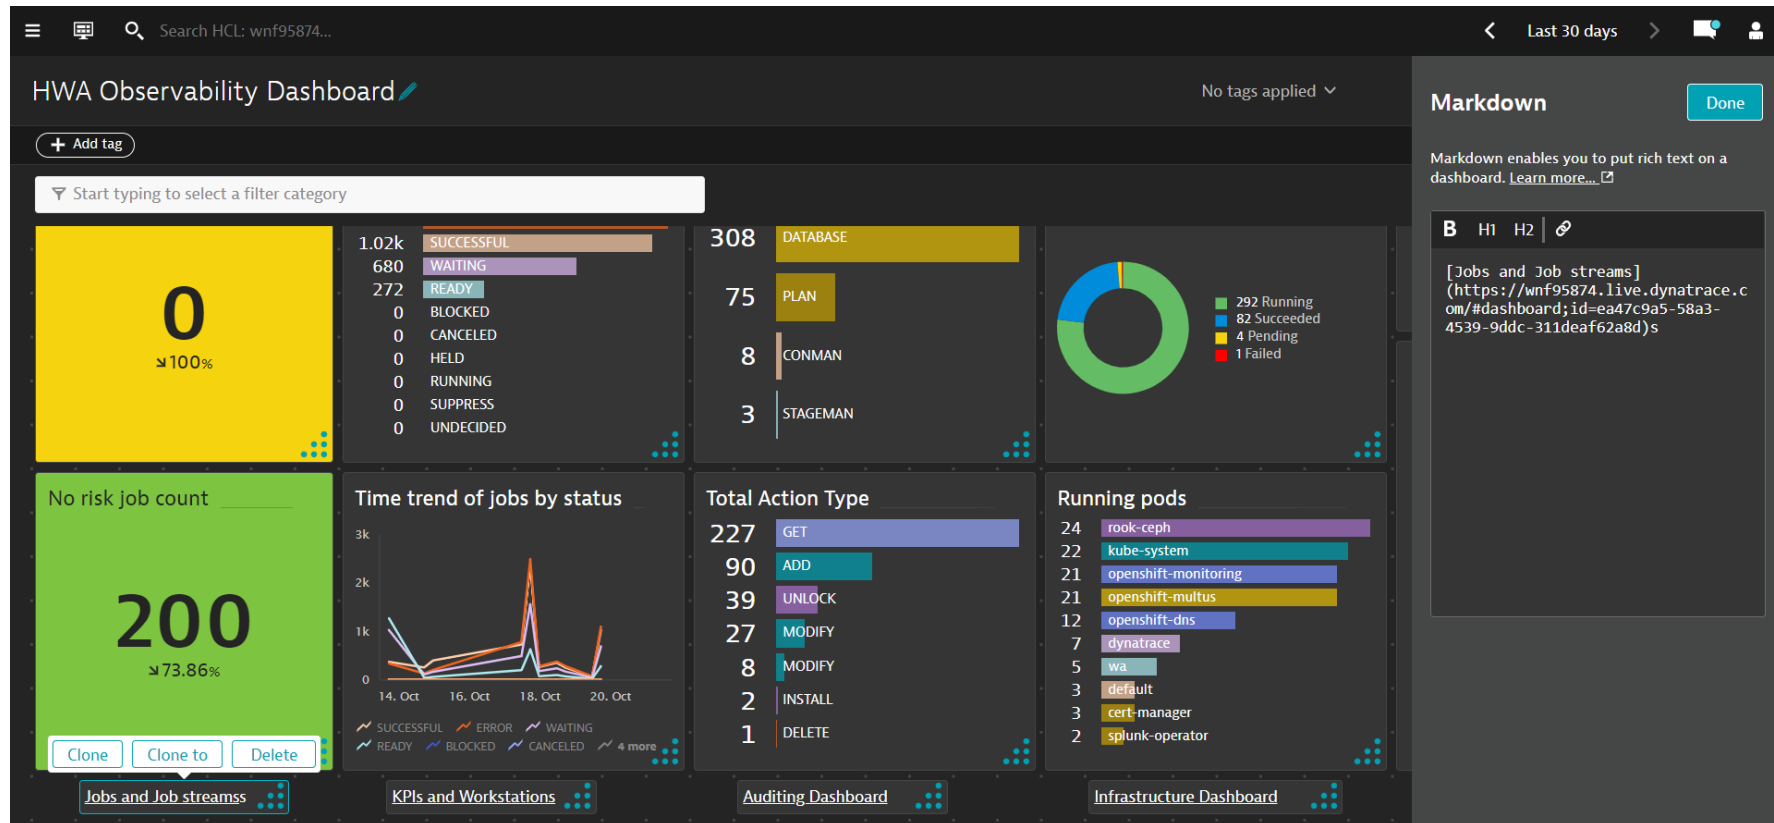 Search HCL: wnf95874...
Last 30 days
HWA Observability Dashboard
No tags applied
Add tag
Start typing to select a filter category
0
100%
1.02k SUCCESSFUL
680 WAITING
272 READY
0 BLOCKED
0 CANCELED
0 HELD
0 RUNNING
0 SUPPRESS
0 UNDECIDED
308 DATABASE
75 PLAN
8 CONMAN
3 STAGEMAN
292 Running
82 Succeeded
4 Pending
1 Failed
No risk job count
200
73.86%
Clone
Clone to
Delete
Time trend of jobs by status
3k
2k
1k
0
14. Oct 16. Oct 18. Oct 20. Oct
SUCCESSFUL ERROR WAITING
READY BLOCKED CANCELED 4 more
Total Action Type
227 GET
90 ADD
39 UNLOCK
27 MODIFY
8 MODIFY
2 INSTALL
1 DELETE
Running pods
24 rook-ceph
22 kube-system
21 openshift-monitoring
21 openshift-multus
12 openshift-dns
7 dynatrace
5 wa
3 default
3 cert-manager
2 splunk-operator
Jobs and Job streamss
KPIs and Workstations
Auditing Dashboard
Infrastructure Dashboard
Markdown
Done
Markdown enables you to put rich text on a
dashboard. Learn more...
B H1 H2
[Jobs and Job streams]
(https://wnf95874.live.dynatrace.c
om/#dashboard;id=ea47c9a5-58a3-
4539-9ddc-311deaf62a8d)s